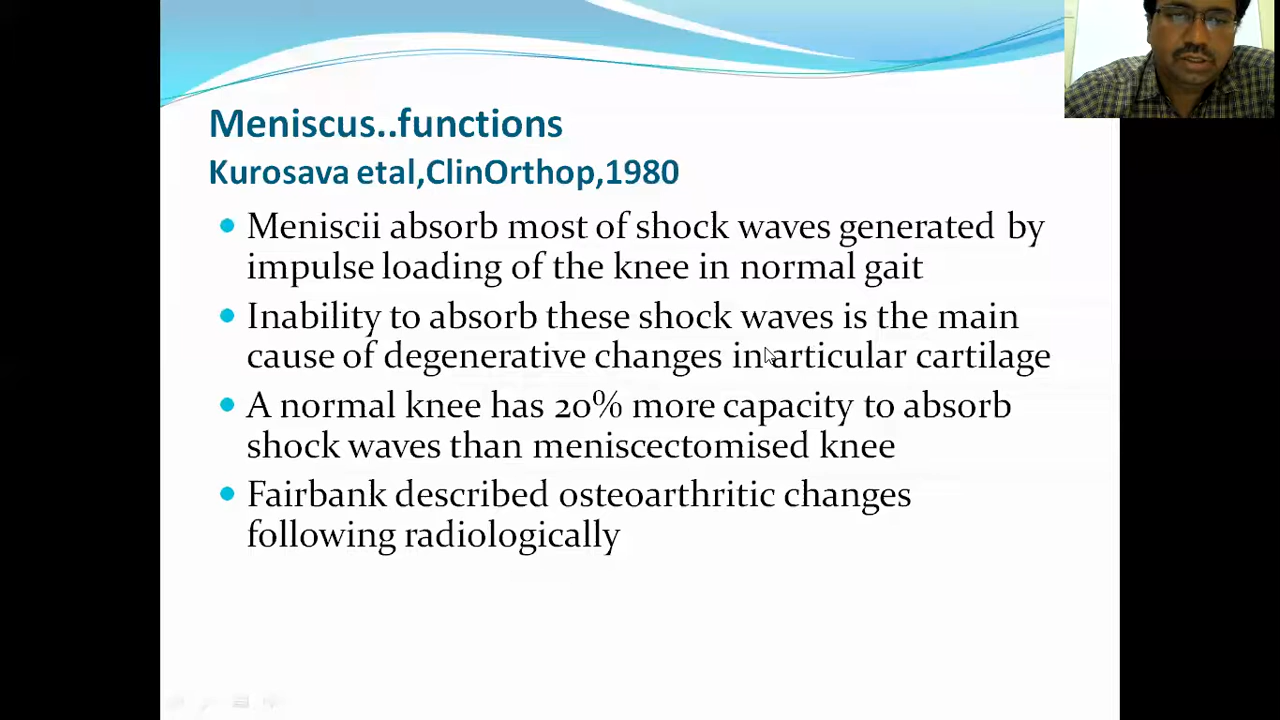 Meniscus..functions
Kurosava etal,ClinOrthop,1980
Meniscii absorb most of shock waves generated by
impulse loading of the knee in normal gait
Inability to absorb these shock waves is the main
cause of degenerative changes in articular cartilage
A normal knee has 20% more capacity to absorb
shock waves than meniscectomised knee
Fairbank described osteoarthritic changes
following radiologically